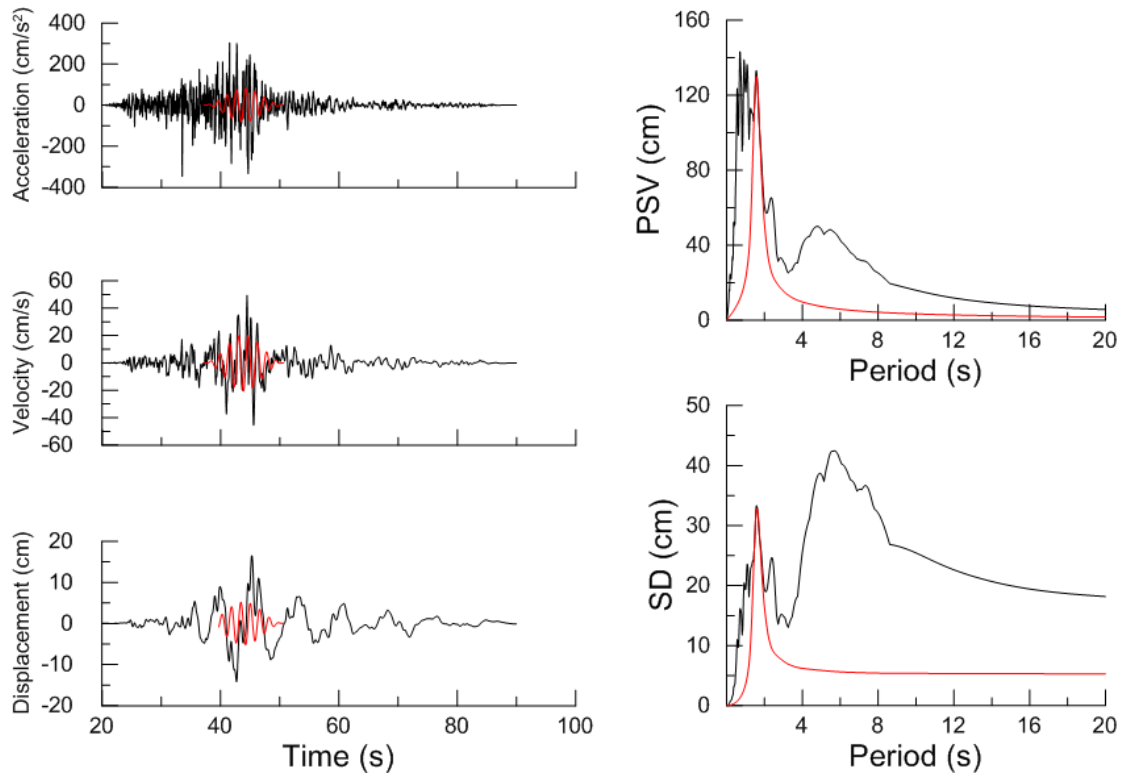 Acceleration (cm/s²)
400
200
0
-200
-400
Velocity (cm/s)
60
40
20
0
-20
-40
-60
Displacement (cm)
20
10
0
-10
-20
20 40 60 80 100
Time (s)
PSV (cm)
160
120
80
40
0
4 8 12 16 20
Period (s)
SD (cm)
50
40
30
20
10
0
4 8 12 16 20
Period (s)